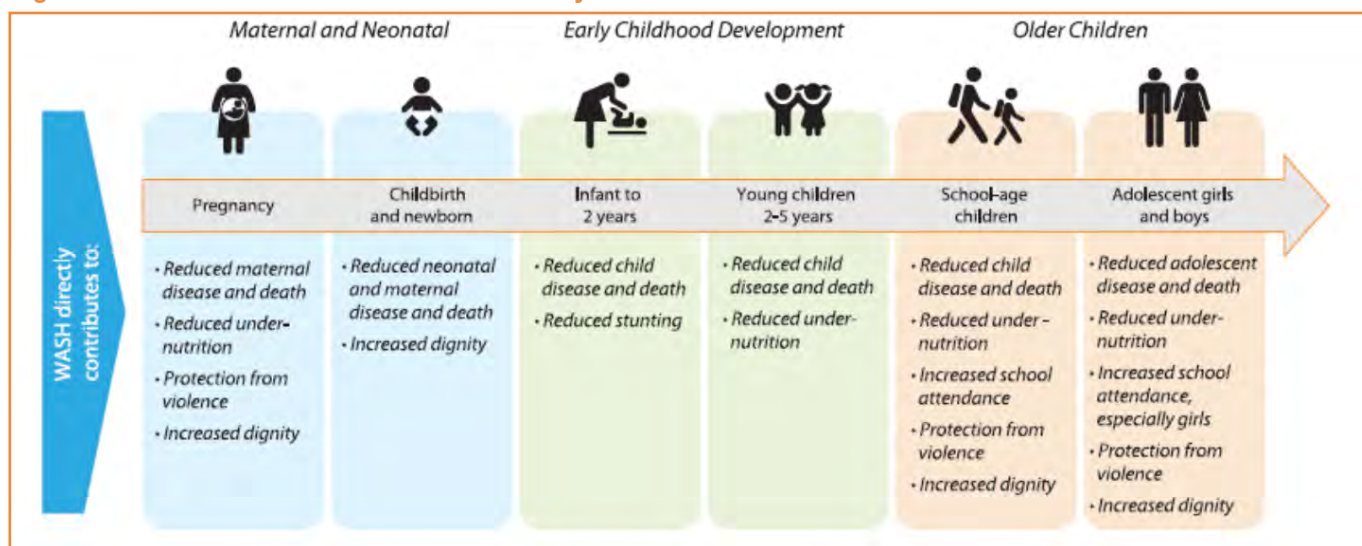 Maternal and Neonatal
Early Childhood Development
Older Children
WASH directly
contributes to:
Pregnancy
• Reduced maternal
disease and death
• Reduced under-
nutrition
• Protection from
violence
• Increased dignity
Childbirth
and newborn
• Reduced neonatal
and maternal
disease and death
• Increased dignity
Infant to
2 years
• Reduced child
disease and death
• Reduced stunting
Young children
2-5 years
• Reduced child
disease and death
• Reduced under-
nutrition
School-age
children
• Reduced child
disease and death
• Reduced under-
nutrition
• Increased school
attendance
• Protection from
violence
• Increased dignity
Adolescent girls
and boys
• Reduced adolescent
disease and death
• Reduced under-
nutrition
• Increased school
attendance,
especially girls
• Protection from
violence
• Increased dignity